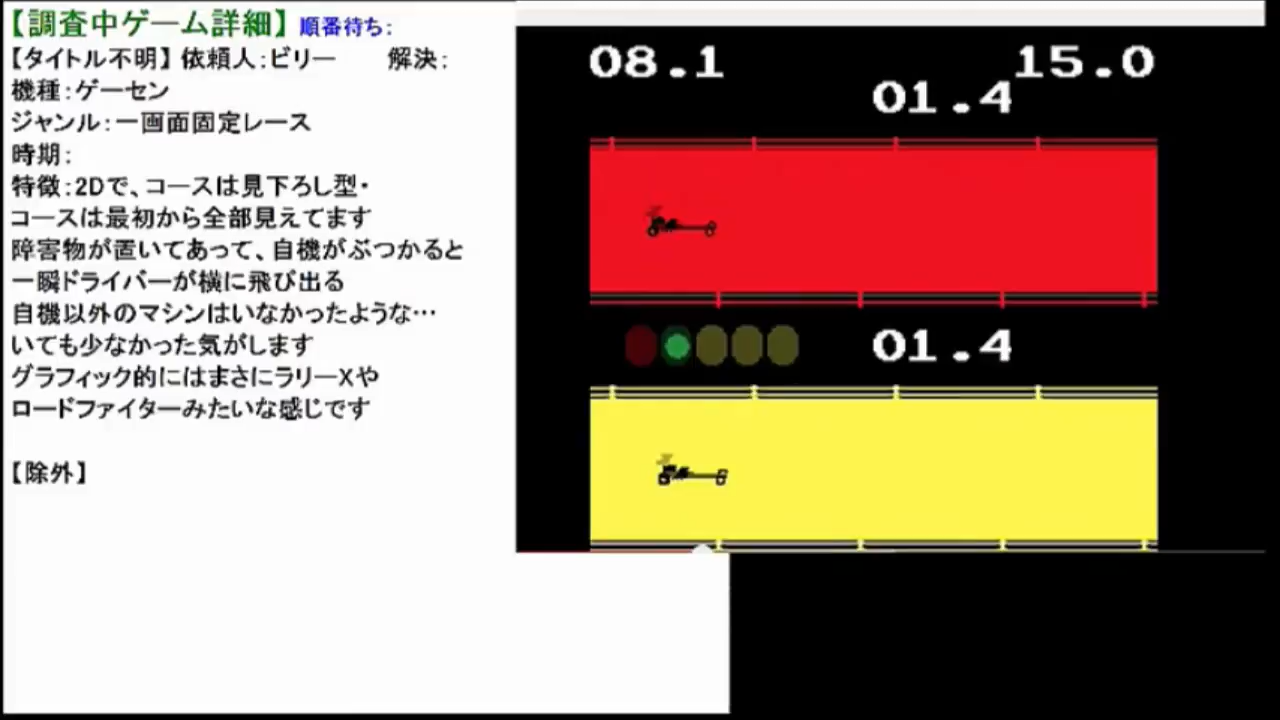 【調査中ゲーム詳細】 順番待ち:
【タイトル不明】 依頼人:ビリー 解決:
機種:ゲーセン
ジャンル:一画面固定レース
時期:
特徴:2Dで、コースは見下ろし型・
コースは最初から全部見えてます
障害物が置いてあって、自機がぶつかると
一瞬ドライバーが横に飛び出る
自機以外のマシンはいなかったような…
いても少なかった気がします
グラフィック的にはまさにラリーXや
ロードファイターみたいな感じです
【除外】
08.1 15.0
01.4
01.4